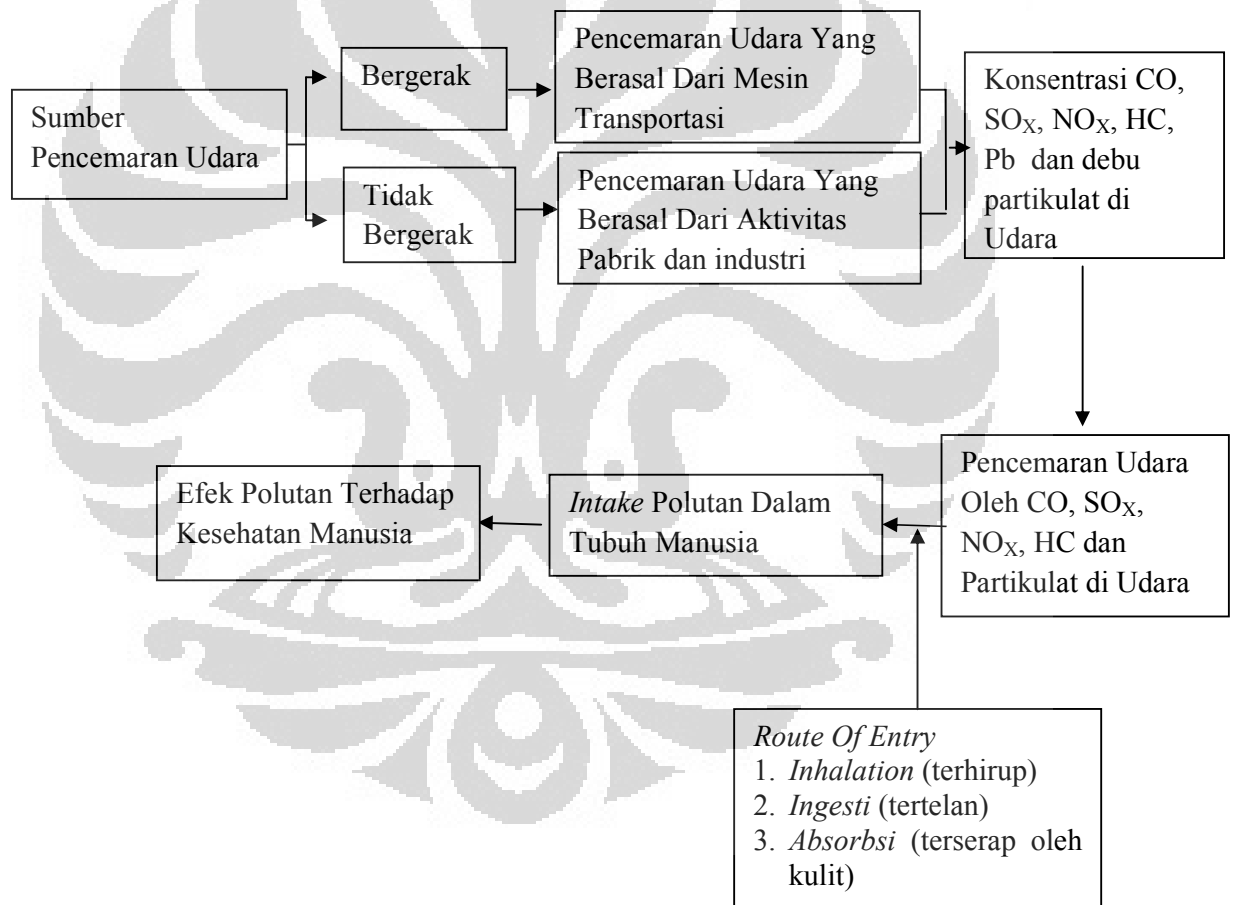 Sumber
Pencemaran Udara
Bergerak
Pencemaran Udara Yang
Berasal Dari Mesin
Transportasi
Tidak
Bergerak
Pencemaran Udara Yang
Berasal Dari Aktivitas
Pabrik dan industri
Konsentrasi CO,
SOX, NOX, HC,
Pb dan debu
partikulat di
Udara
Pencemaran Udara
Oleh CO, SOX,
NOX, HC dan
Partikulat di Udara
Intake Polutan Dalam
Tubuh Manusia
Efek Polutan Terhadap
Kesehatan Manusia
Route Of Entry
1. Inhalation (terhirup)
2. Ingesti (tertelan)
3. Absorbsi (terserap oleh
kulit)